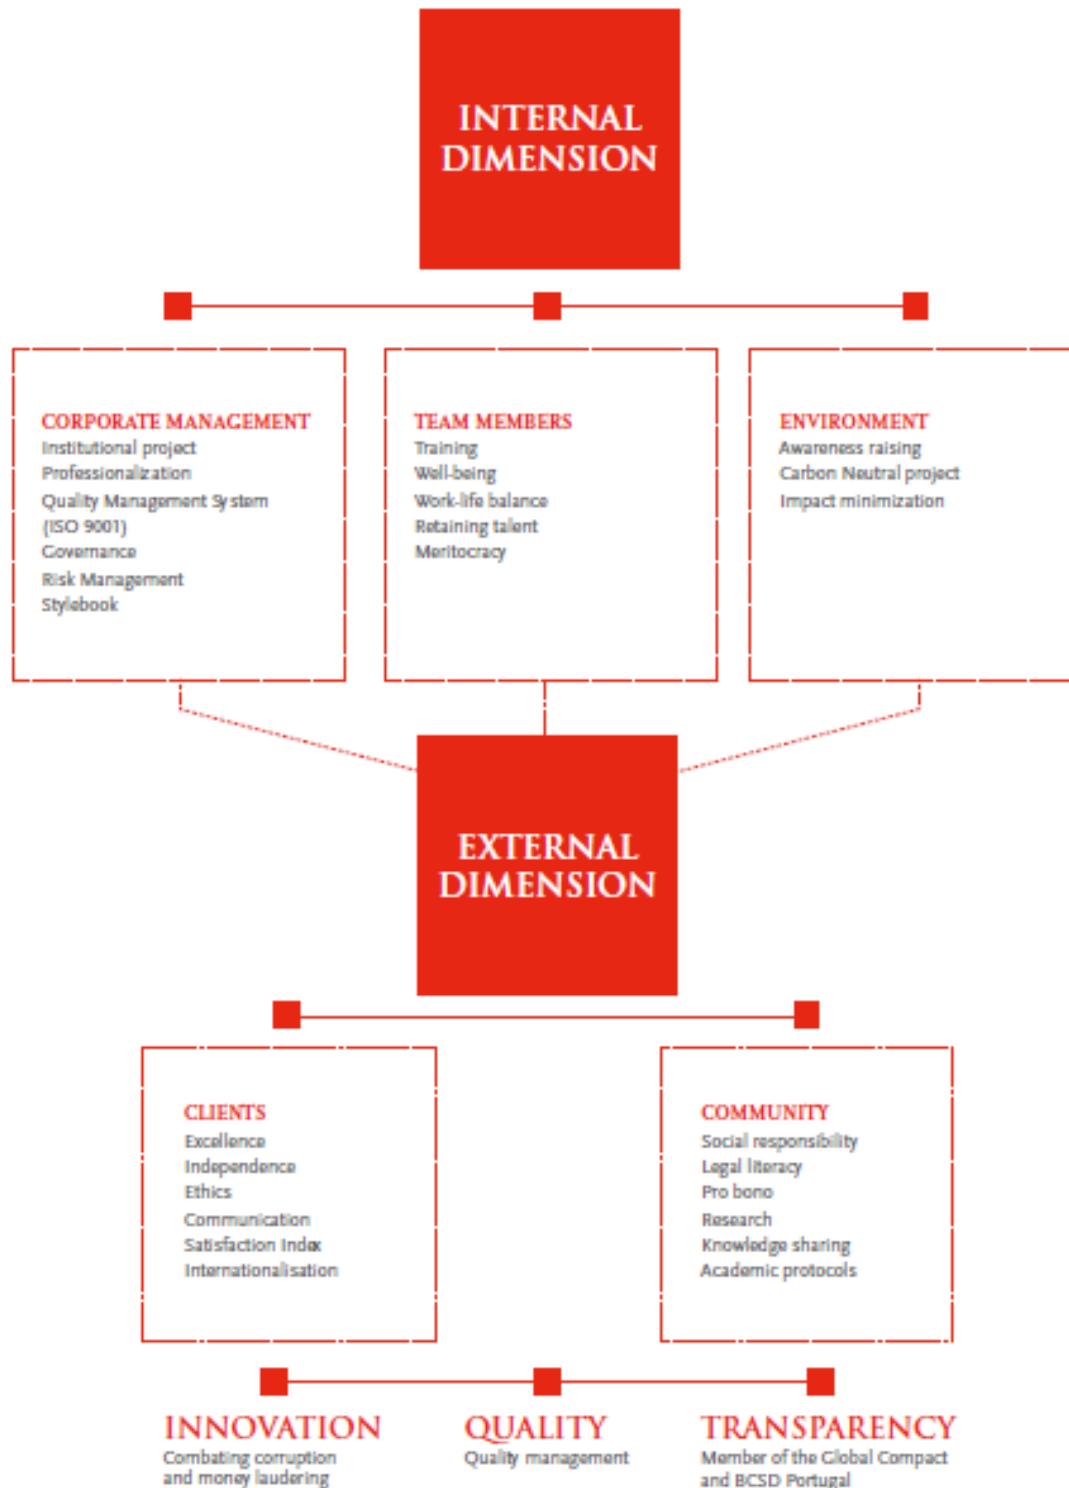 INTERNAL
DIMENSION
CORPORATE MANAGEMENT
Institutional project
Professionalization
Quality Management System
(ISO 9001)
Governance
Risk Management
Stylebook
TEAM MEMBERS
Training
Well-being
Work-life balance
Retaining talent
Meritocracy
ENVIRONMENT
Awareness raising
Carbon Neutral project
Impact minimization
EXTERNAL
DIMENSION
CLIENTS
Excellence
Independence
Ethics
Communication
Satisfaction Index
Internationalisation
COMMUNITY
Social responsibility
Legal literacy
Pro bono
Research
Knowledge sharing
Academic protocols
INNOVATION
Combating corruption
and money laudering
QUALITY
Quality management
TRANSPARENCY
Member of the Global Compact
and BCSD Portugal